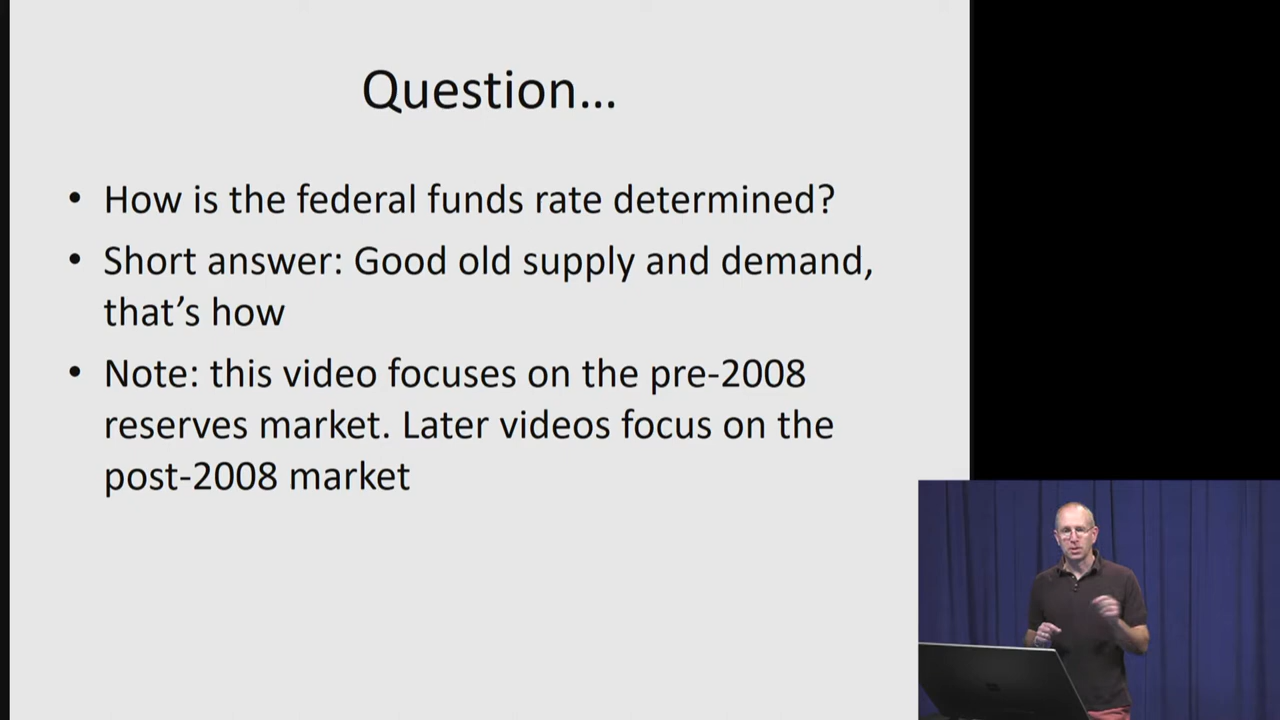 Question…
• How is the federal funds rate determined?
• Short answer: Good old supply and demand,
that’s how
• Note: this video focuses on the pre-2008
reserves market. Later videos focus on the
post-2008 market